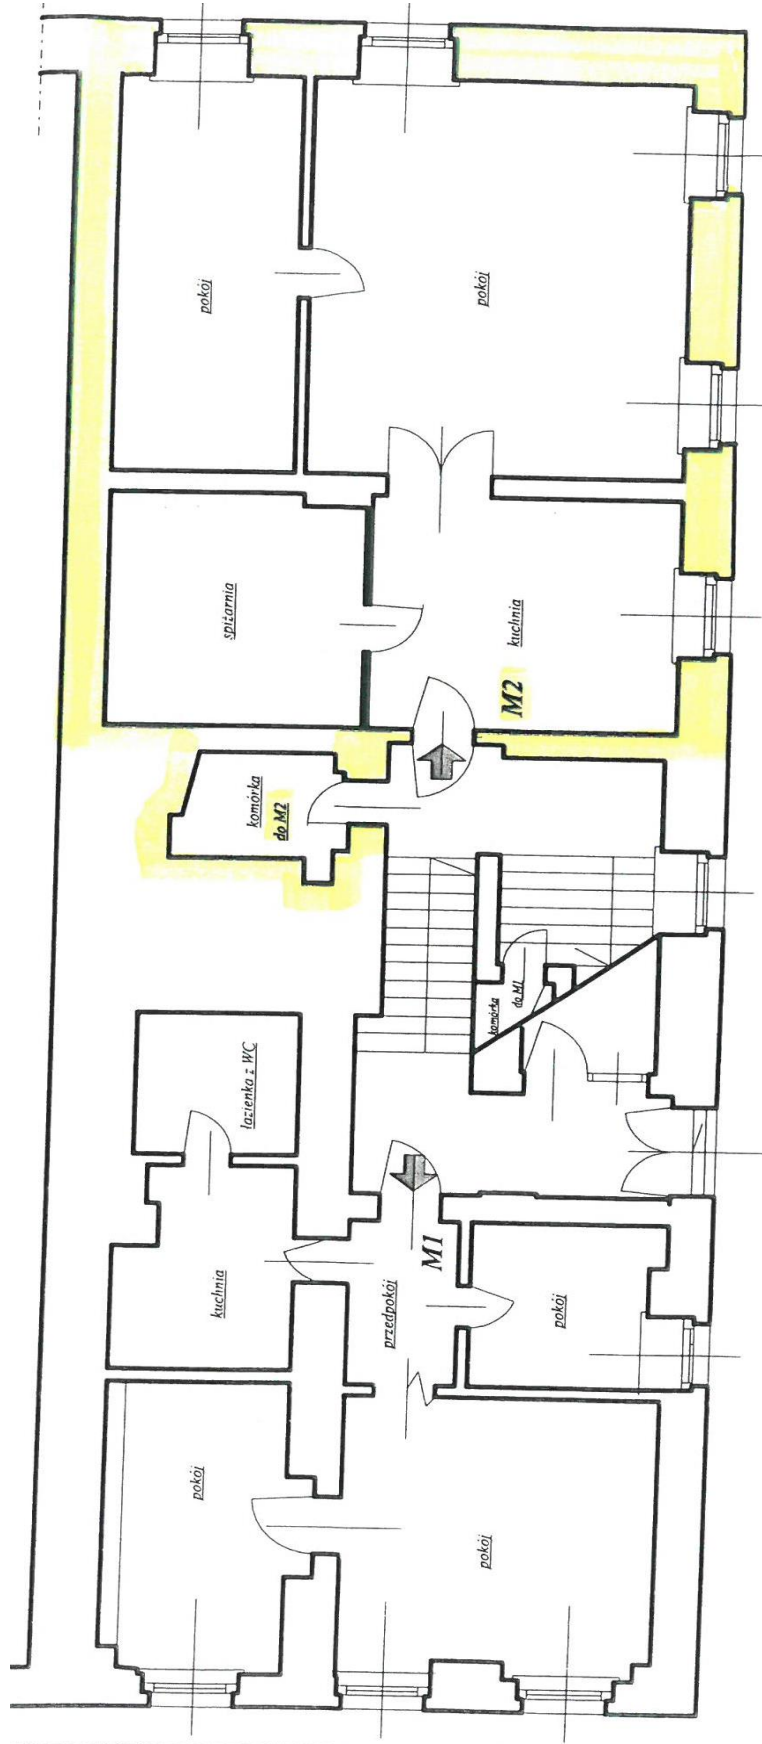 pokój
pokój
spiżarnia
kuchnia
M2
komórka
do M2
komórka
do M1
łazienka z WC
kuchnia
M1
przedpokój
pokój
pokój
pokój